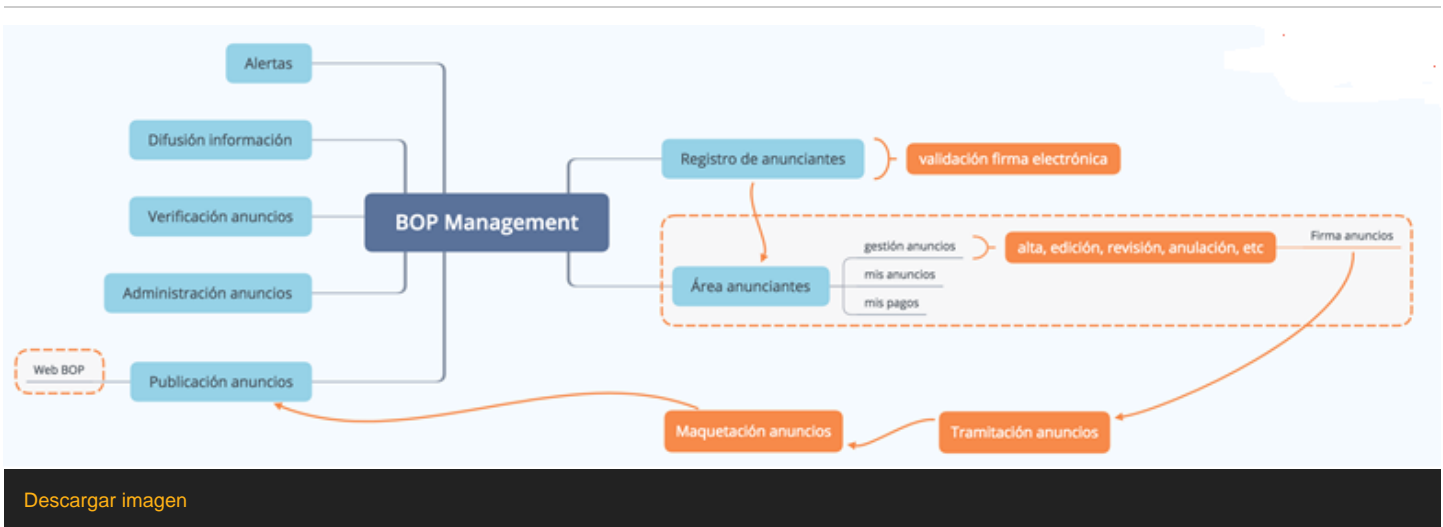 Alertas
Difusión información
Verificación anuncios
Administración anuncios
Web BOP
Publicación anuncios
BOP Management
Registro de anunciantes
validación firma electrónica
Área anunciantes
gestión anuncios
mis anuncios
mis pagos
alta, edición, revisión, anulación, etc
Firma anuncios
Maquetación anuncios
Tramitación anuncios
Descargar imagen